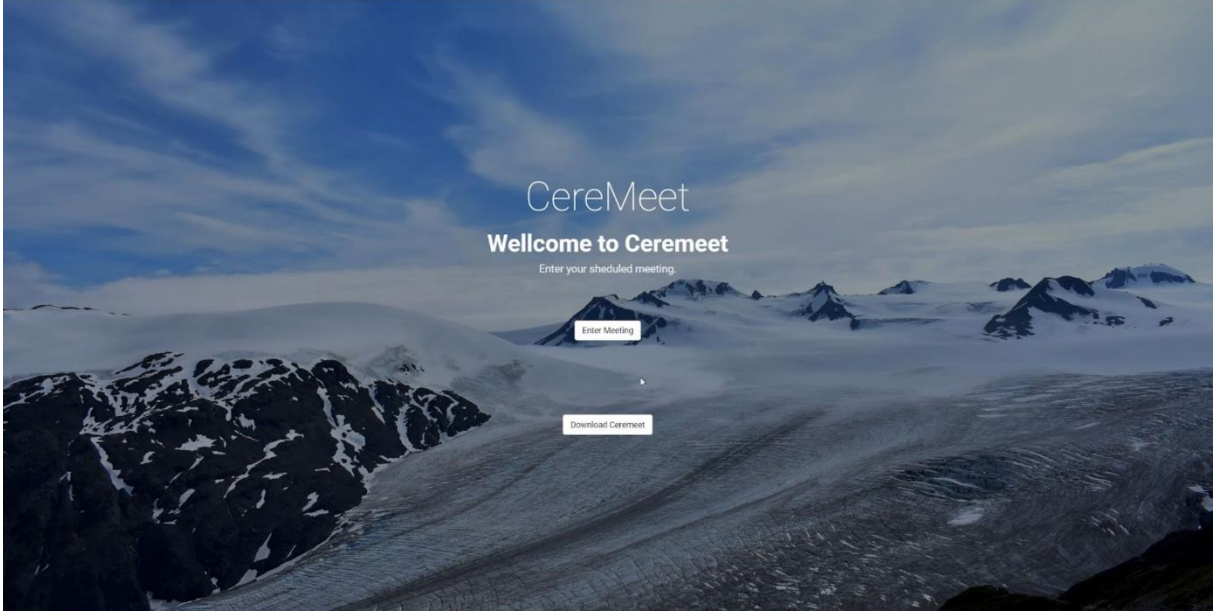 CereMeet
Wellcome to Ceremeet
Enter your sheduled meeting.
Enter Meeting
Download Ceremeet